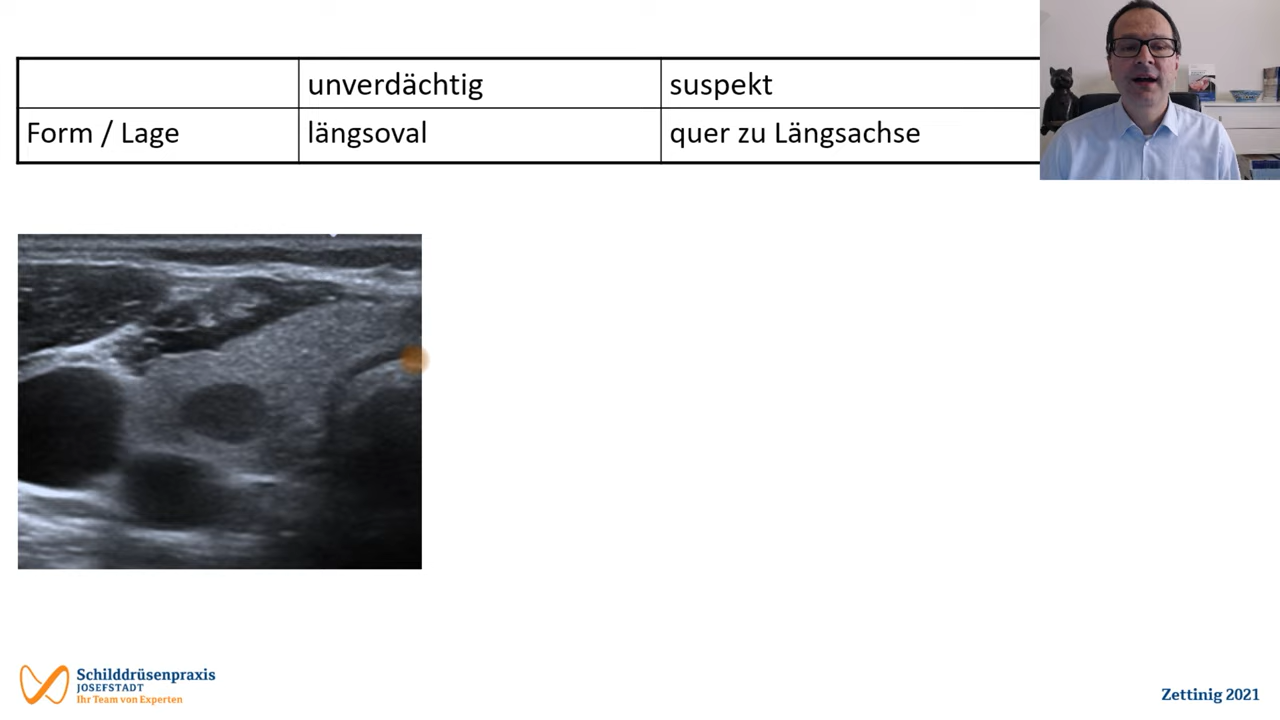 unverdächtig suspekt
Form / Lage längsoval quer zu Längsachse
Schilddrüsenpraxis
JOSEFSTADT
Ihr Team von Experten
Zettinig 2021